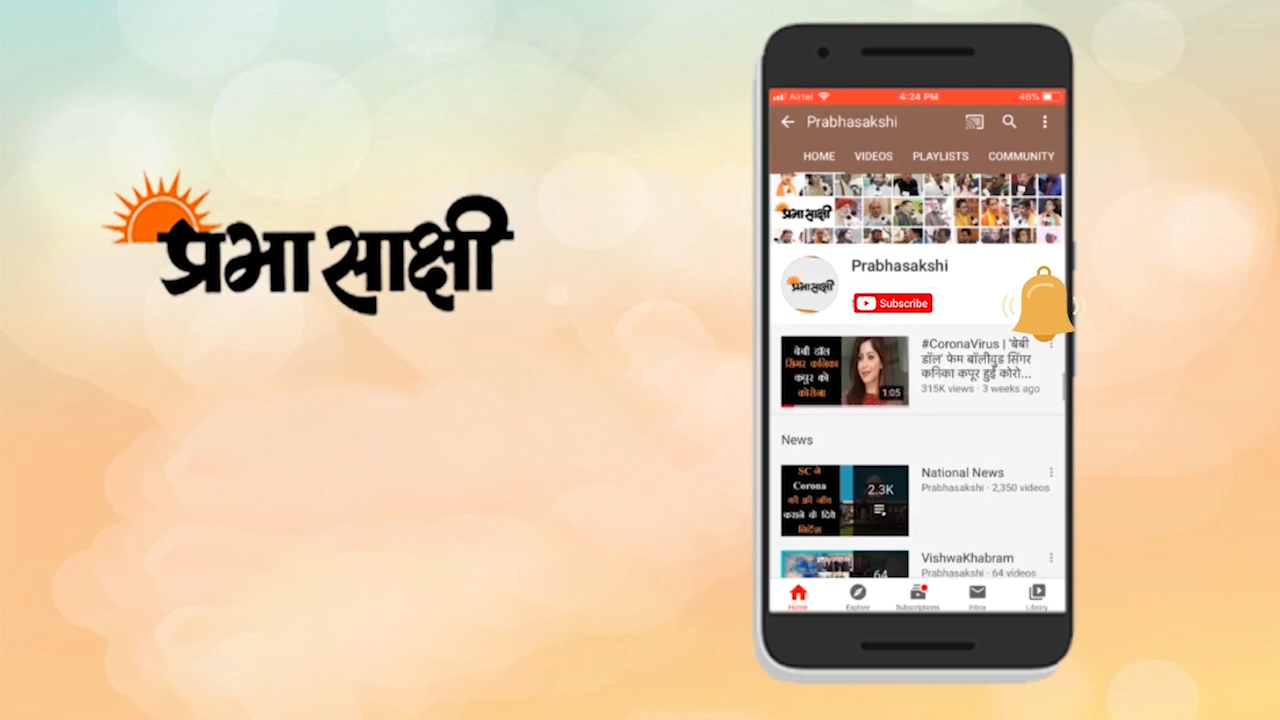 प्रभासाक्षी
Airtel 4:24 PM 46%
Prabhasakshi
HOME VIDEOS PLAYLISTS COMMUNITY
प्रभासाक्षी
Prabhasakshi
प्रभासाक्षी
Subscribe
बेबी डॉल
सिंगर कनिका
कपूर को
कोरोना
1:05
#CoronaVirus | 'बेबी
डॉल' फेम बॉलीवुड सिंगर
कनिका कपूर हुईं कोरो...
315K views · 3 weeks ago
News
SC ने
Corona
की फ्री जाँच
कराने के दिये
निर्देश
2.3K
National News
Prabhasakshi · 2,350 videos
64
VishwaKhabram
Prabhasakshi · 64 videos
Home Explore Subscriptions Inbox Library